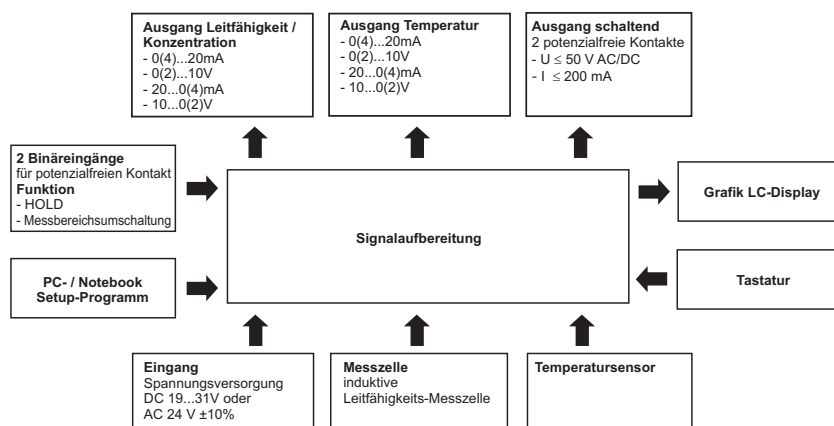 Ausgang Leitfähigkeit /
Konzentration
- 0(4)...20mA
- 0(2)...10V
- 20...0(4)mA
- 10...0(2)V
Ausgang Temperatur
- 0(4)...20mA
- 0(2)...10V
- 20...0(4)mA
- 10...0(2)V
Ausgang schaltend
2 potenzialfreie Kontakte
- U ≤ 50 V AC/DC
- I ≤ 200 mA
2 Binäreingänge
für potenzialfreien Kontakt
Funktion
- HOLD
- Messbereichsumschaltung
Signalaufbereitung
Grafik LC-Display
PC- / Notebook
Setup-Programm
Tastatur
Eingang
Spannungsversorgung
DC 19...31V oder
AC 24 V ±10%
Messzelle
induktive
Leitfähigkeits-Messzelle
Temperatursensor